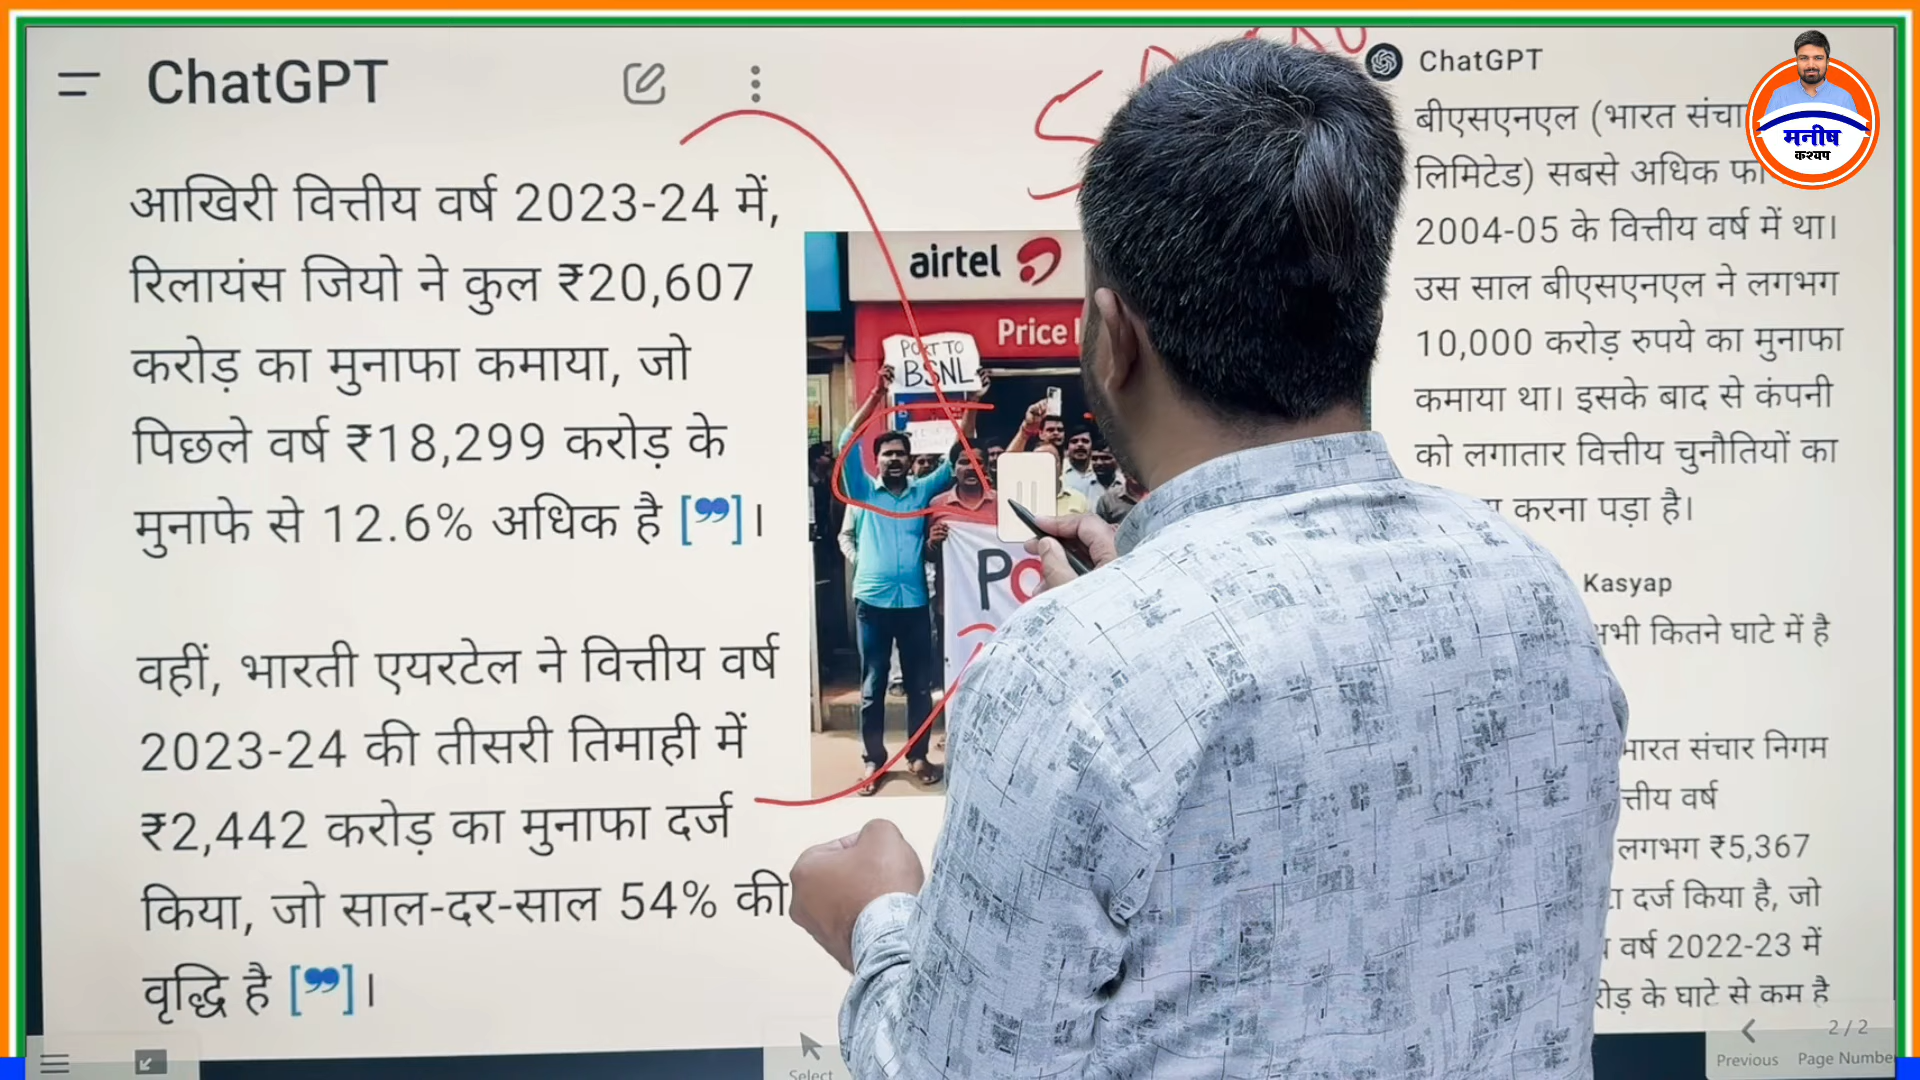 ChatGPT
आखिरी वित्तीय वर्ष 2023-24 में,
रिलायंस जियो ने कुल ₹20,607
करोड़ का मुनाफा कमाया, जो
पिछले वर्ष ₹18,299 करोड़ के
मुनाफे से 12.6% अधिक है [❞]।
वहीं, भारती एयरटेल ने वित्तीय वर्ष
2023-24 की तीसरी तिमाही में
₹2,442 करोड़ का मुनाफा दर्ज
किया, जो साल-दर-साल 54% की
वृद्धि है [❞]।
airtel
Price
PORT TO
BSNL
ChatGPT
बीएसएनएल (भारत संचा
लिमिटेड) सबसे अधिक फा
2004-05 के वित्तीय वर्ष में था।
उस साल बीएसएनएल ने लगभग
10,000 करोड़ रुपये का मुनाफा
कमाया था। इसके बाद से कंपनी
को लगातार वित्तीय चुनौतियों का
करना पड़ा है।
Kasyap
कितने घाटे में है
भारत संचार निगम
वर्ष
लगभग ₹5,367
दर्ज किया है, जो
वर्ष 2022-23 में
के घाटे से कम है
मनीष
कश्यप
Select
2 / 2
Previous Page Numbe